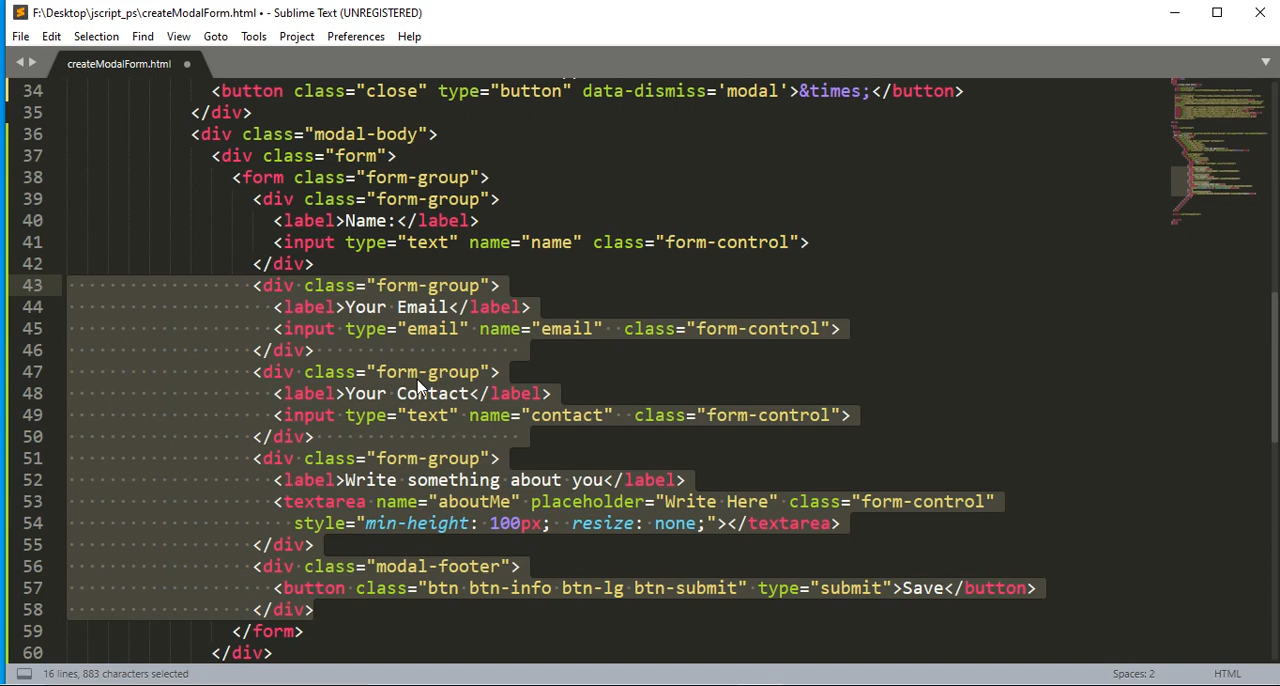 F:\Desktop\jscript_ps\createModalForm.html • - Sublime Text (UNREGISTERED)
File Edit Selection Find View Goto Tools Project Preferences Help
createModalForm.html
34 <button class="close" type="button" data-dismiss='modal'>&times;</button>
35 </div>
36 <div class="modal-body">
37 <div class="form">
38 <form class="form-group">
39 <div class="form-group">
40 <label>Name:</label>
41 <input type="text" name="name" class="form-control">
42 </div>
43 <div class="form-group">
44 <label>Your Email</label>
45 <input type="email" name="email" class="form-control">
46 </div>
47 <div class="form-group">
48 <label>Your Contact</label>
49 <input type="text" name="contact" class="form-control">
50 </div>
51 <div class="form-group">
52 <label>Write something about you</label>
53 <textarea name="aboutMe" placeholder="Write Here" class="form-control"
54 style="min-height: 100px; resize: none;"></textarea>
55 </div>
56 <div class="modal-footer">
57 <button class="btn btn-info btn-lg btn-submit" type="submit">Save</button>
58 </div>
59 </form>
60 </div>
16 lines, 883 characters selected Spaces: 2 HTML